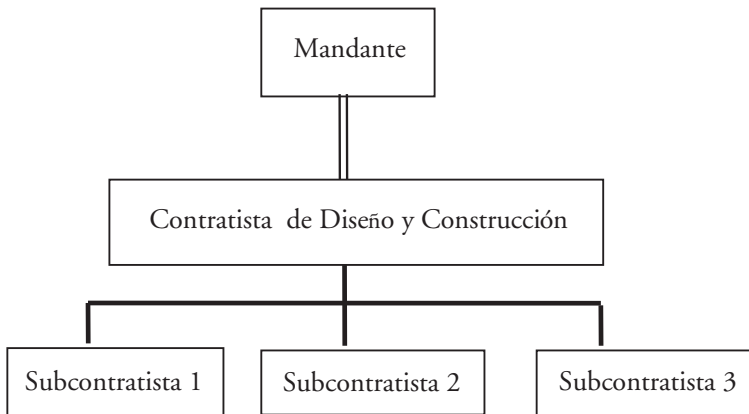 Mandante
Contratista de Diseño y Construcción
Subcontratista 1
Subcontratista 2
Subcontratista 3